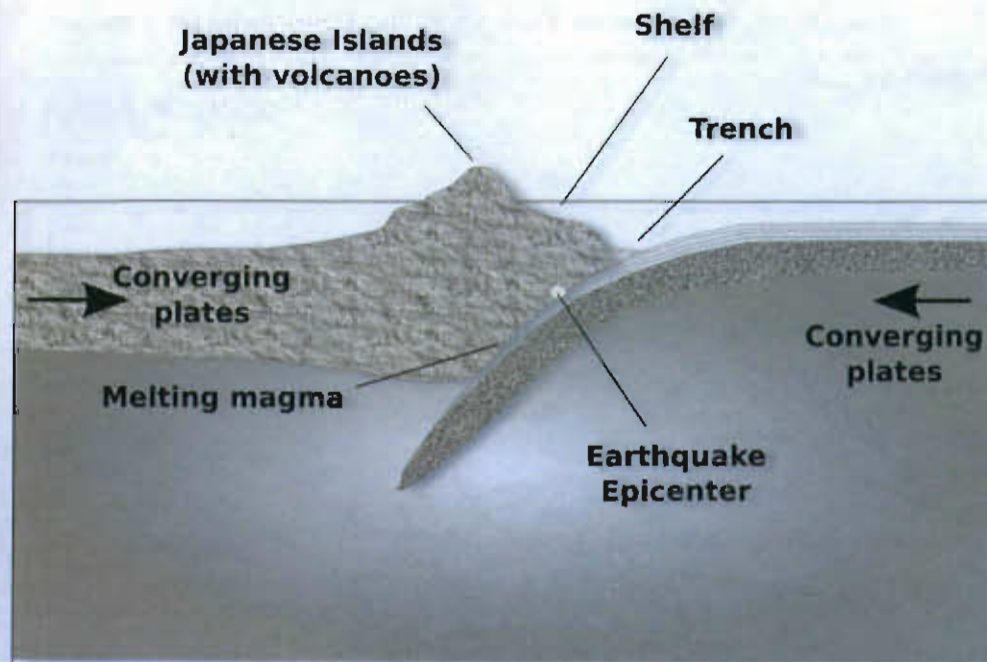 Japanese Islands
(with volcanoes)
Shelf
Trench
Converging
plates
Converging
plates
Melting magma
Earthquake
Epicenter